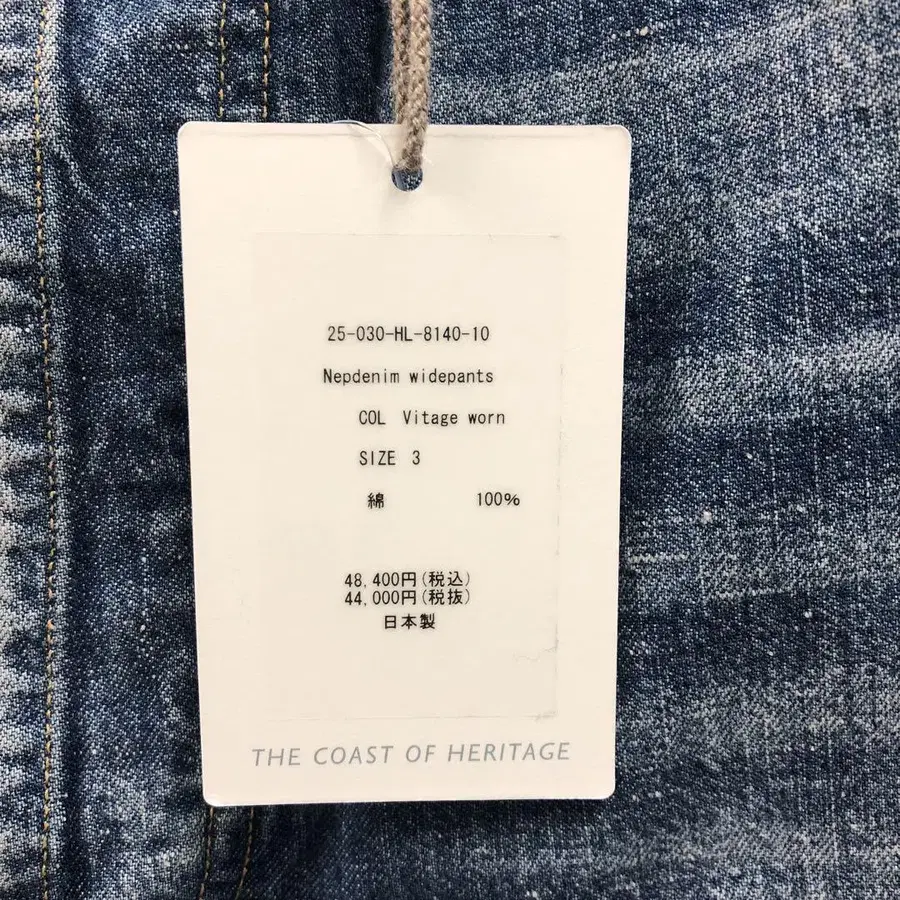 25-030-HL-8140-10
Nepdenim widepants
COL Vitage worn
SIZE 3
綿 100%
48,400円(税込)
44,000円(税抜)
日本製
THE COAST OF HERITAGE